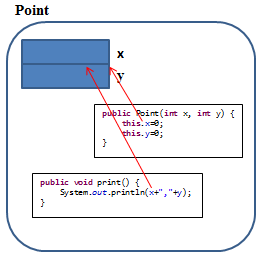 Point
x
y
public Point(int x, int y) {
this.x=0;
this.y=0;
}
public void print() {
System.out.println(x+","+y);
}